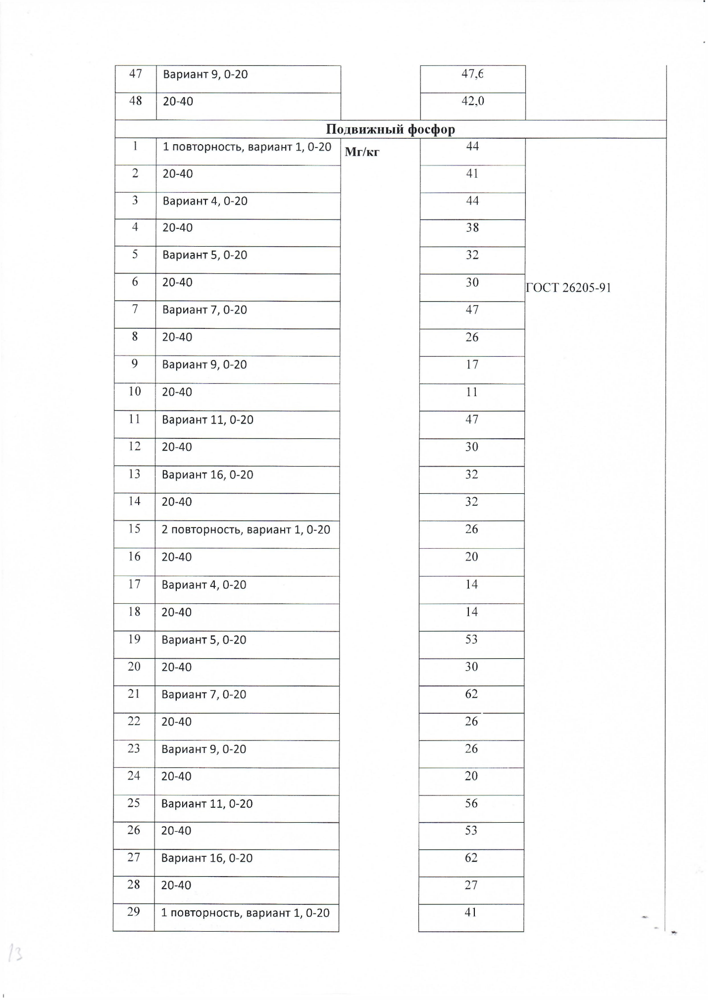 47 Вариант 9, 0-20 47,6
48 20-40 42,0
Подвижный фосфор
1 1 повторность, вариант 1, 0-20 Мг/кг 44
2 20-40 41
3 Вариант 4, 0-20 44
4 20-40 38
5 Вариант 5, 0-20 32
6 20-40 30 ГОСТ 26205-91
7 Вариант 7, 0-20 47
8 20-40 26
9 Вариант 9, 0-20 17
10 20-40 11
11 Вариант 11, 0-20 47
12 20-40 30
13 Вариант 16, 0-20 32
14 20-40 32
15 2 повторность, вариант 1, 0-20 26
16 20-40 20
17 Вариант 4, 0-20 14
18 20-40 14
19 Вариант 5, 0-20 53
20 20-40 30
21 Вариант 7, 0-20 62
22 20-40 26
23 Вариант 9, 0-20 26
24 20-40 20
25 Вариант 11, 0-20 56
26 20-40 53
27 Вариант 16, 0-20 62
28 20-40 27
29 1 повторность, вариант 1, 0-20 41
13